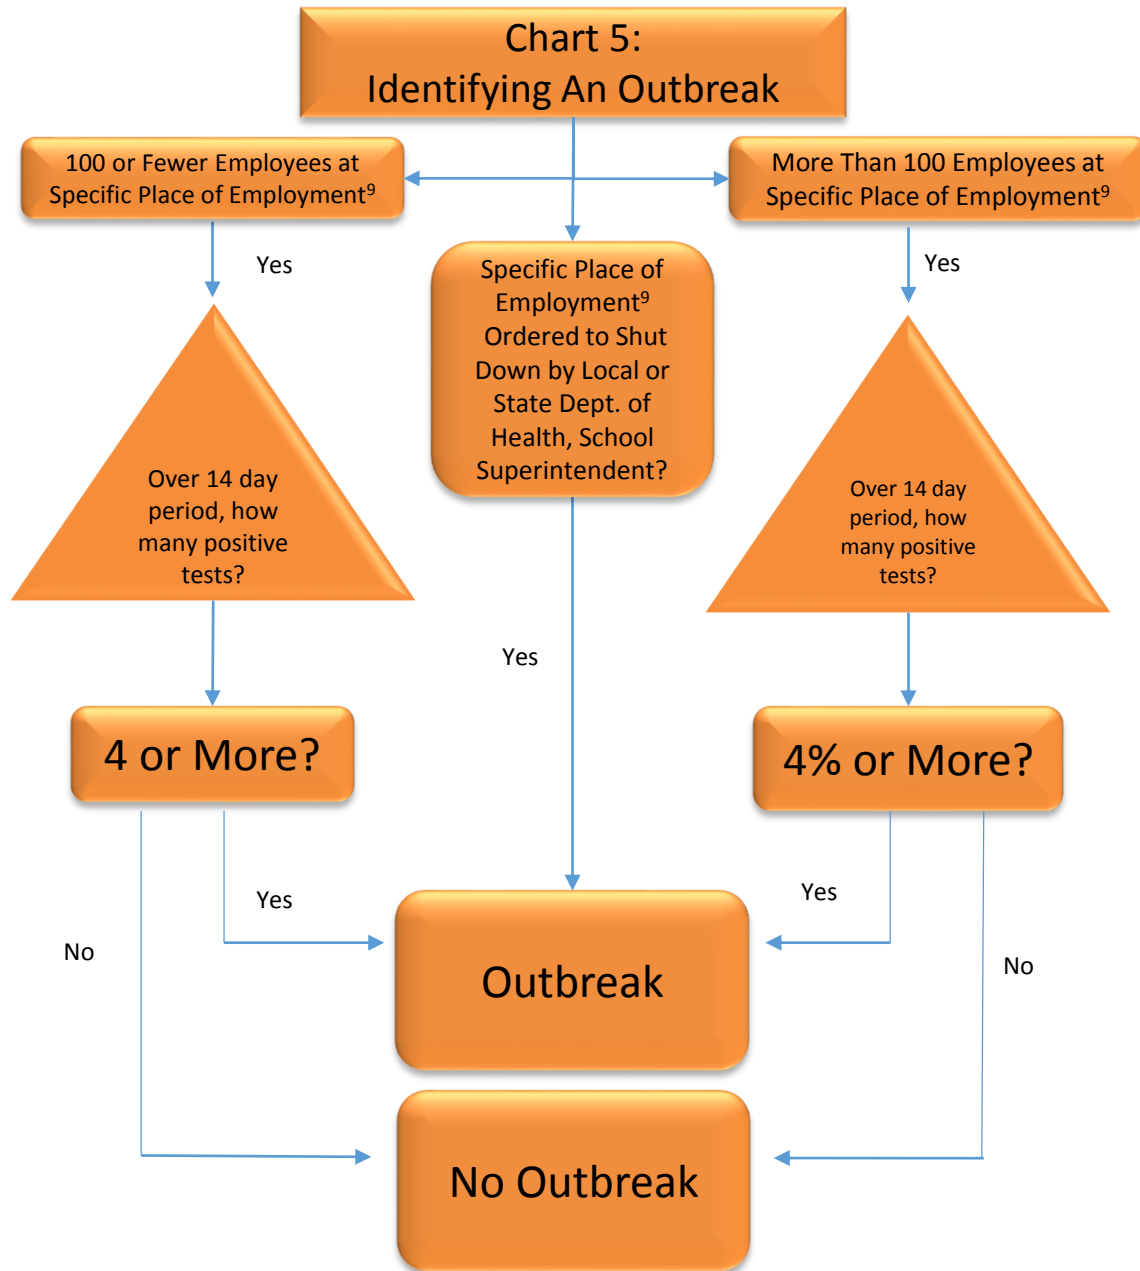 Chart 5:
Identifying An Outbreak
100 or Fewer Employees at
Specific Place of Employment⁹
More Than 100 Employees at
Specific Place of Employment⁹
Yes
Specific Place of
Employment⁹
Ordered to Shut
Down by Local or
State Dept. of
Health, School
Superintendent?
Yes
Over 14 day
period, how
many positive
tests?
Over 14 day
period, how
many positive
tests?
Yes
4 or More?
4% or More?
Yes
Yes
No
No
Outbreak
No Outbreak